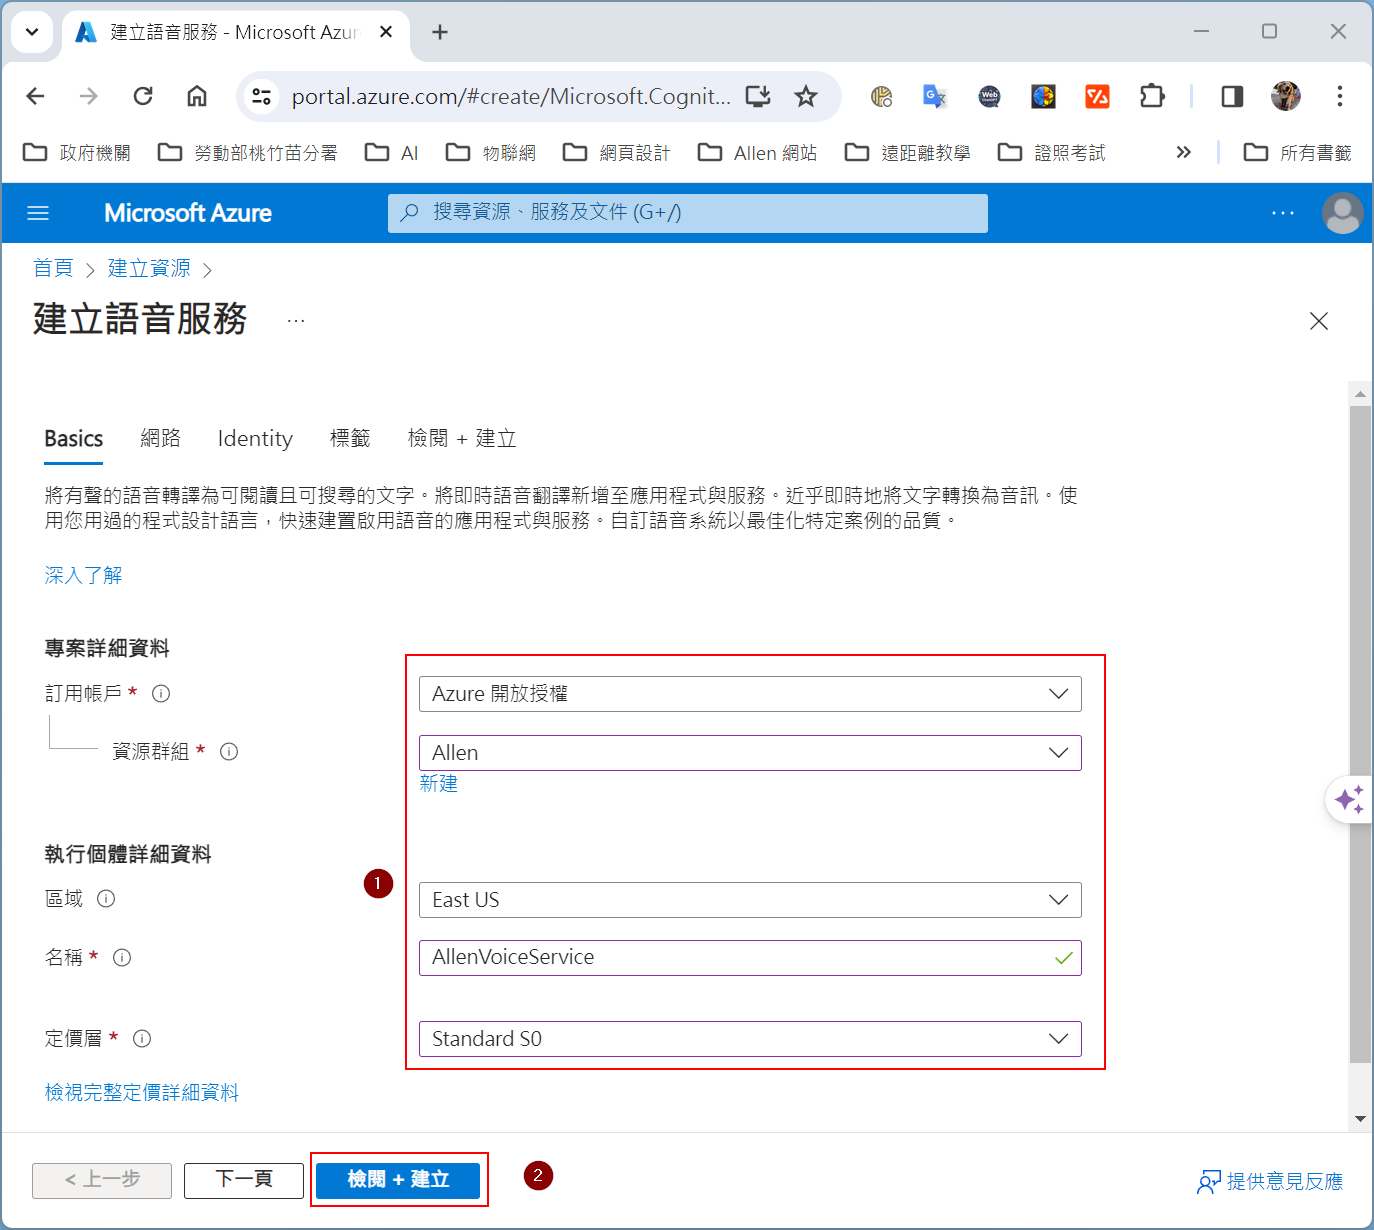 建立語音服務 - Microsoft Azur
portal.azure.com/#create/Microsoft.Cognit...
政府機關 勞動部桃竹苗分署 AI 物聯網 網頁設計 Allen 網站 遠距離教學 證照考試 » 所有書籤
Microsoft Azure 搜尋資源、服務及文件 (G+/) ...
首頁 > 建立資源 >
建立語音服務 ...
Basics 網路 Identity 標籤 檢閱 + 建立
將有聲的語音轉譯為可閱讀且可搜尋的文字。將即時語音翻譯新增至應用程式與服務。近乎即時地將文字轉換為音訊。使
用您用過的程式設計語言，快速建置啟用語音的應用程式與服務。自訂語音系統以最佳化特定案例的品質。
深入了解
專案詳細資料
訂用帳戶 * Azure 開放授權
資源群組 * Allen
新建
執行個體詳細資料
1
區域 East US
名稱 * AllenVoiceService
定價層 * Standard S0
檢視完整定價詳細資料
< 上一步 下一頁 檢閱 + 建立 2 提供意見反應